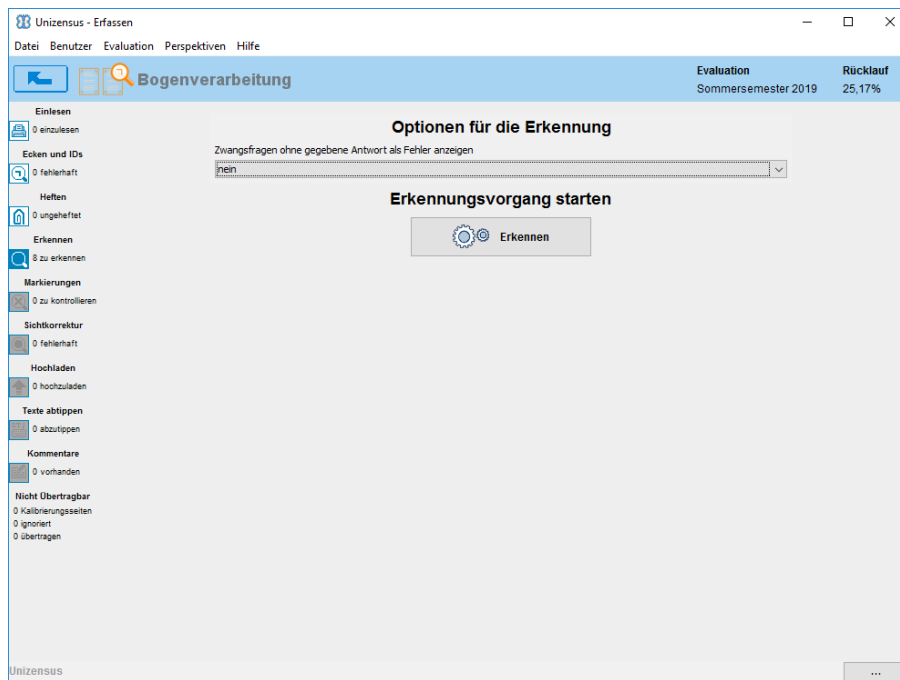 Unizensus - Erfassen
Datei Benutzer Evaluation Perspektiven Hilfe
Bogenverarbeitung
Evaluation
Sommersemester 2019
Rücklauf
25,17%
Einlesen
0 einzulesen
Ecken und IDs
0 fehlerhaft
Heften
0 ungeheftet
Erkennen
8 zu erkennen
Markierungen
0 zu kontrollieren
Sichtkorrektur
0 fehlerhaft
Hochladen
0 hochzuladen
Texte abtippen
0 abzutippen
Kommentare
0 vorhanden
Nicht Übertragbar
0 Kalibrierungsseiten
0 ignoriert
0 übertragen
Optionen für die Erkennung
Zwangsfragen ohne gegebene Antwort als Fehler anzeigen
nein
Erkennungsvorgang starten
Erkennen
Unizensus
...